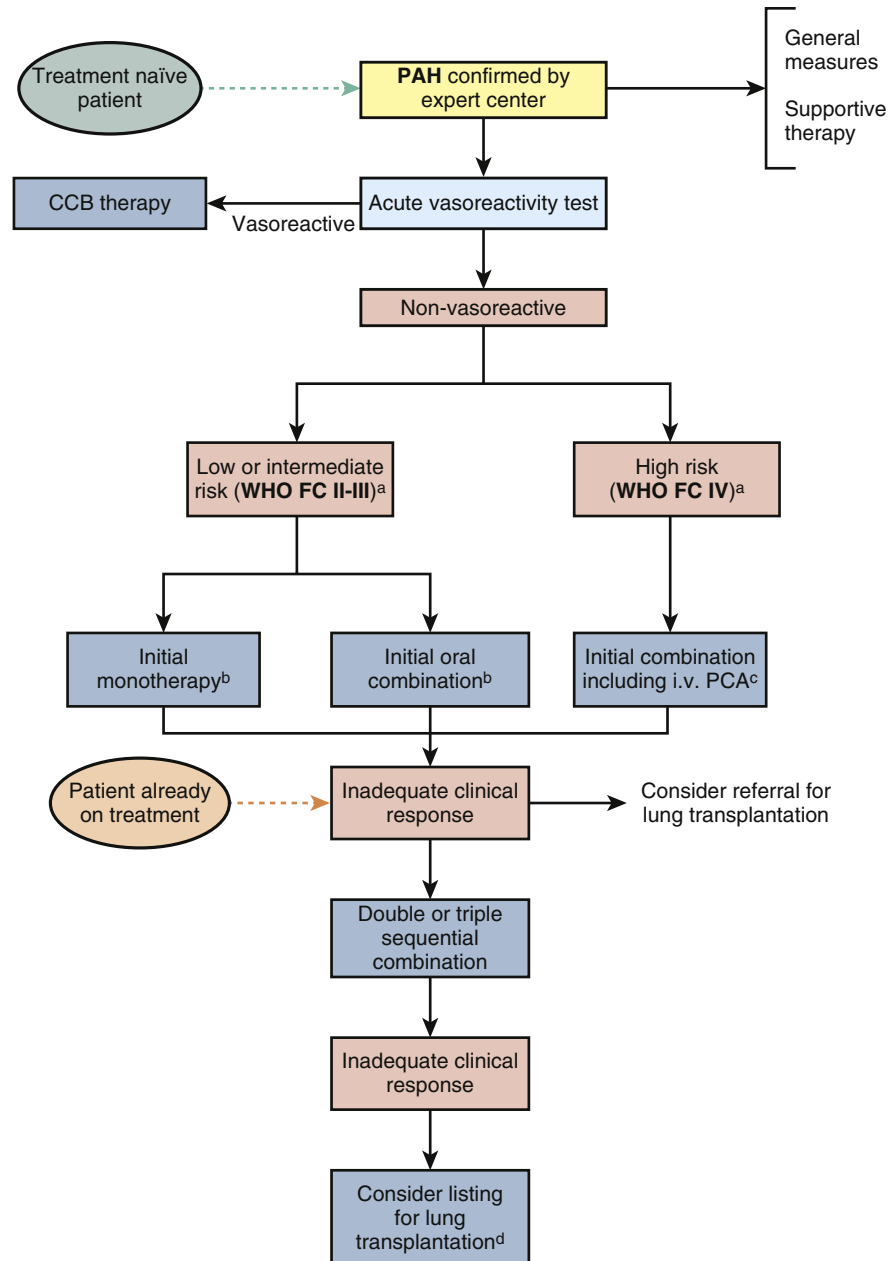 Treatment naïve
patient
PAH confirmed by
expert center
General
measures
Supportive
therapy
CCB therapy
Vasoreactive
Acute vasoreactivity test
Non-vasoreactive
Low or intermediate
risk (WHO FC II-III)a
High risk
(WHO FC IV)a
Initial
monotherapyb
Initial oral
combinationb
Initial combination
including i.v. PCAc
Patient already
on treatment
Inadequate clinical
response
Consider referral for
lung transplantation
Double or triple
sequential
combination
Inadequate clinical
response
Consider listing
for lung
transplantationd